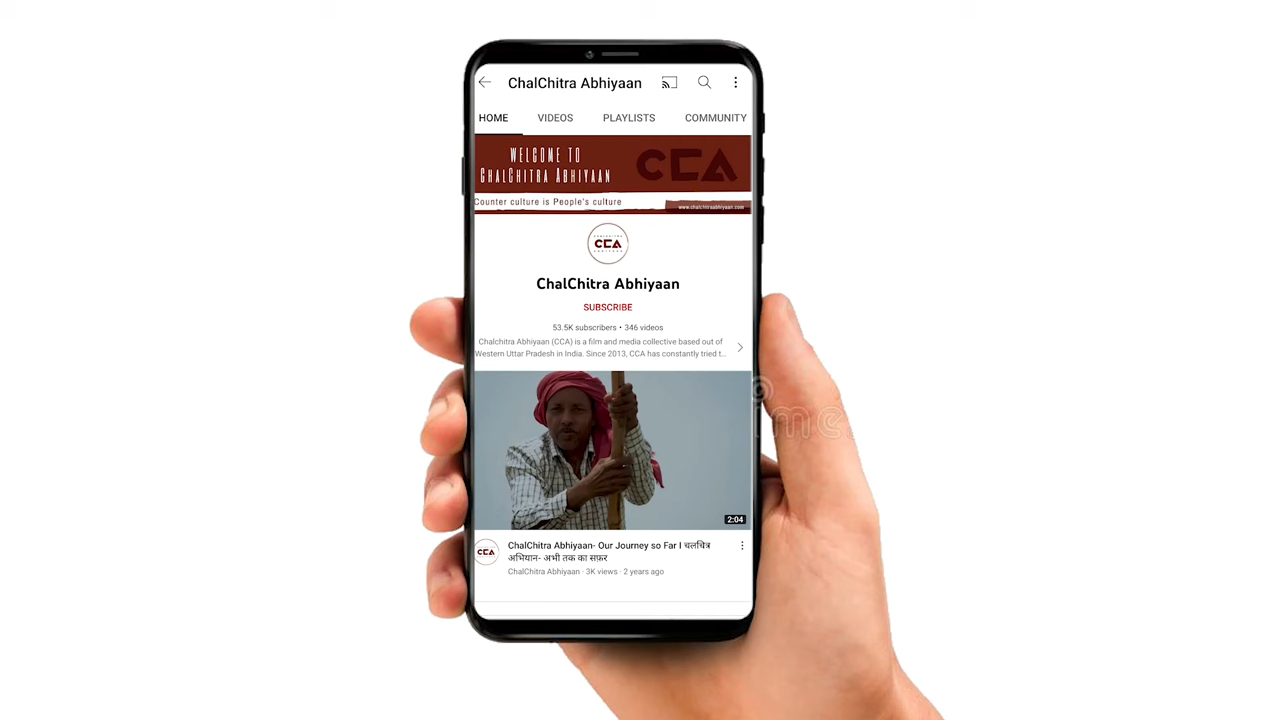 ChalChitra Abhiyaan
HOME VIDEOS PLAYLISTS COMMUNITY
WELCOME TO
CHALCHITRA ABHIYAAN
CCA
Counter culture is People's culture
www.chalchitraabhiyaan.com
CCA
ChalChitra Abhiyaan
SUBSCRIBE
53.5K subscribers • 346 videos
Chalchitra Abhiyaan (CCA) is a film and media collective based out of
Western Uttar Pradesh in India. Since 2013, CCA has constantly tried t...
2:04
CCA
ChalChitra Abhiyaan- Our Journey so Far I चलचित्र
अभियान- अभी तक का सफ़र
ChalChitra Abhiyaan · 3K views · 2 years ago